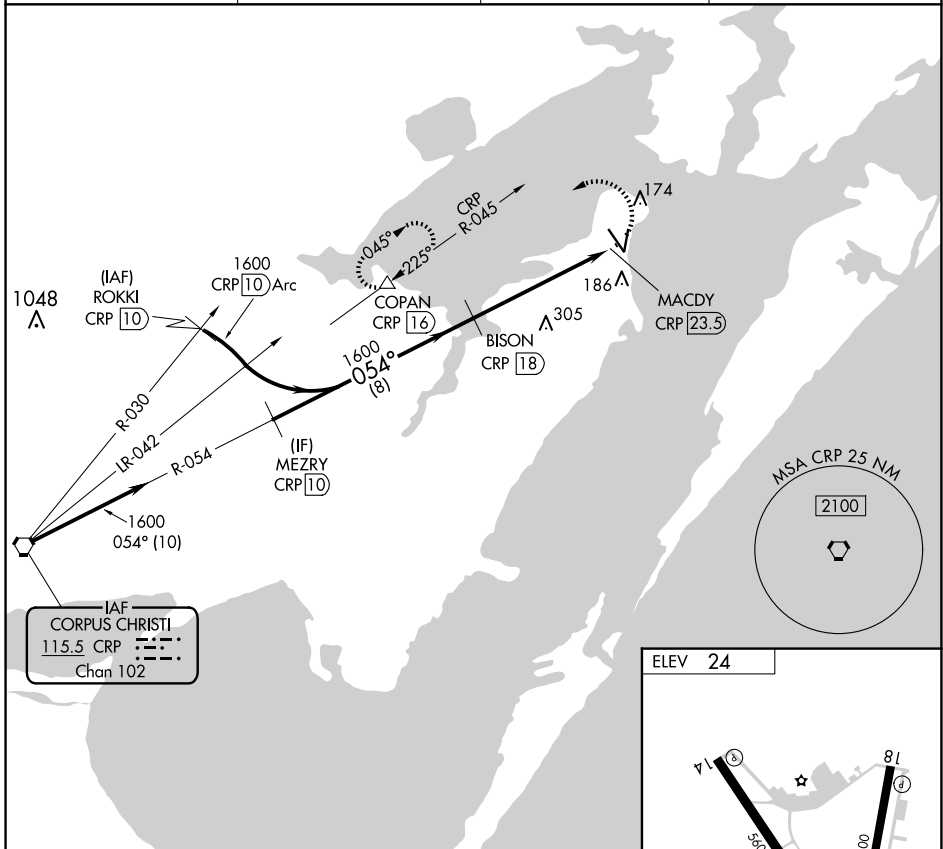 174
CRP
R-045
045°
225°
(IAF)
ROKKI
CRP 10
1600
CRP 10 Arc
1048
COPAN
CRP 16
186
MACDY
CRP 23.5
305
BISON
CRP 18
1600
054°
(8)
R-030
LR-042
R-054
(IF)
MEZRY
CRP 10
1600
054° (10)
MSA CRP 25 NM
2100
IAF
CORPUS CHRISTI
115.5 CRP
Chan 102
ELEV 24
14
P
18
P